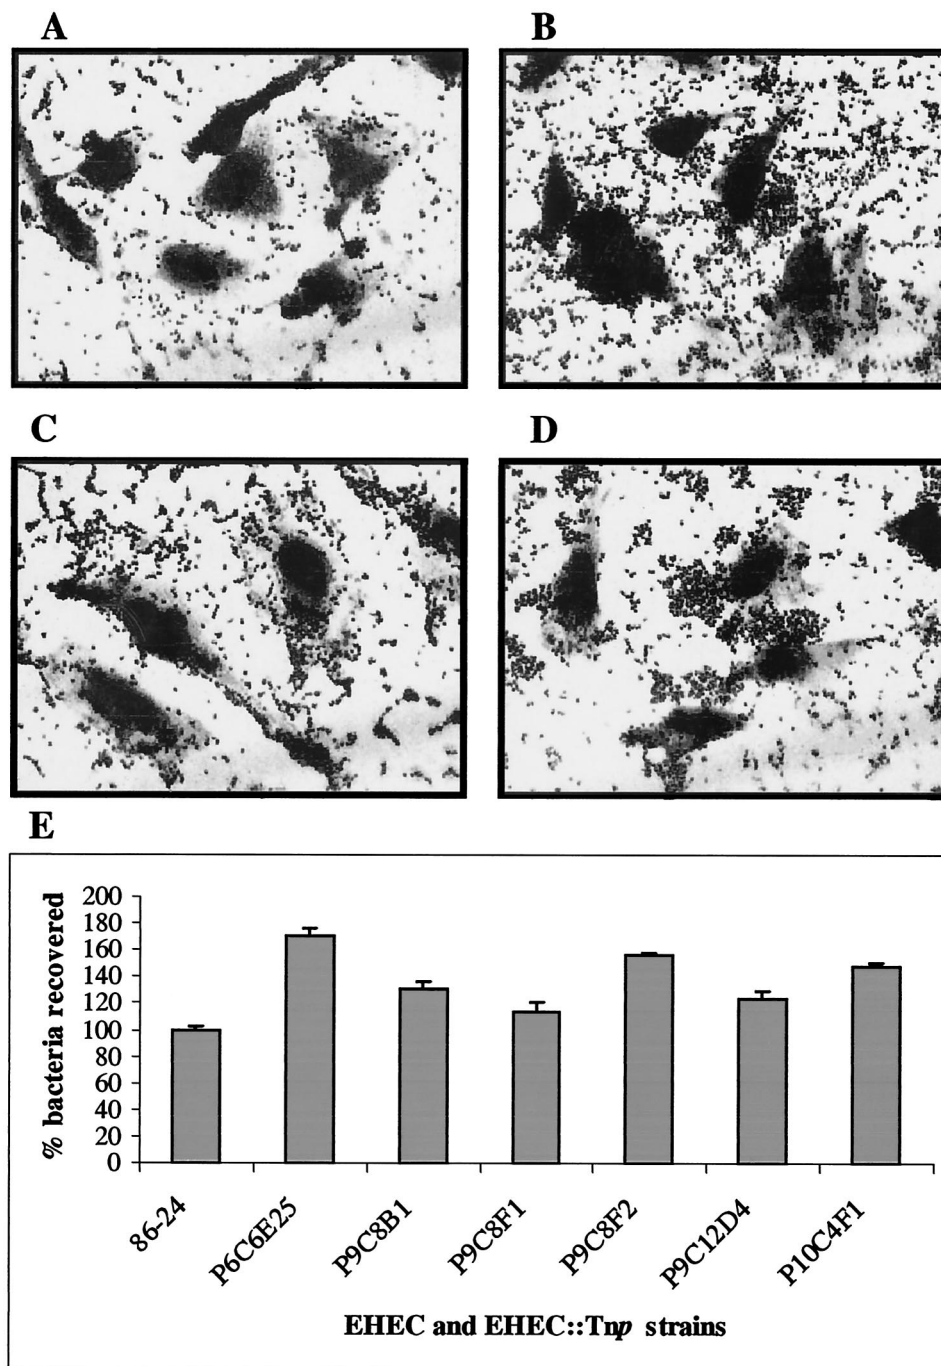 A
B
C
D
E
% bacteria recovered
200
180
160
140
120
100
80
60
40
20
0
86-24
P6C6E25
P9C8B1
P9C8F1
P9C8F2
P9C12D4
P10C4F1
EHEC and EHEC::Tnp strains